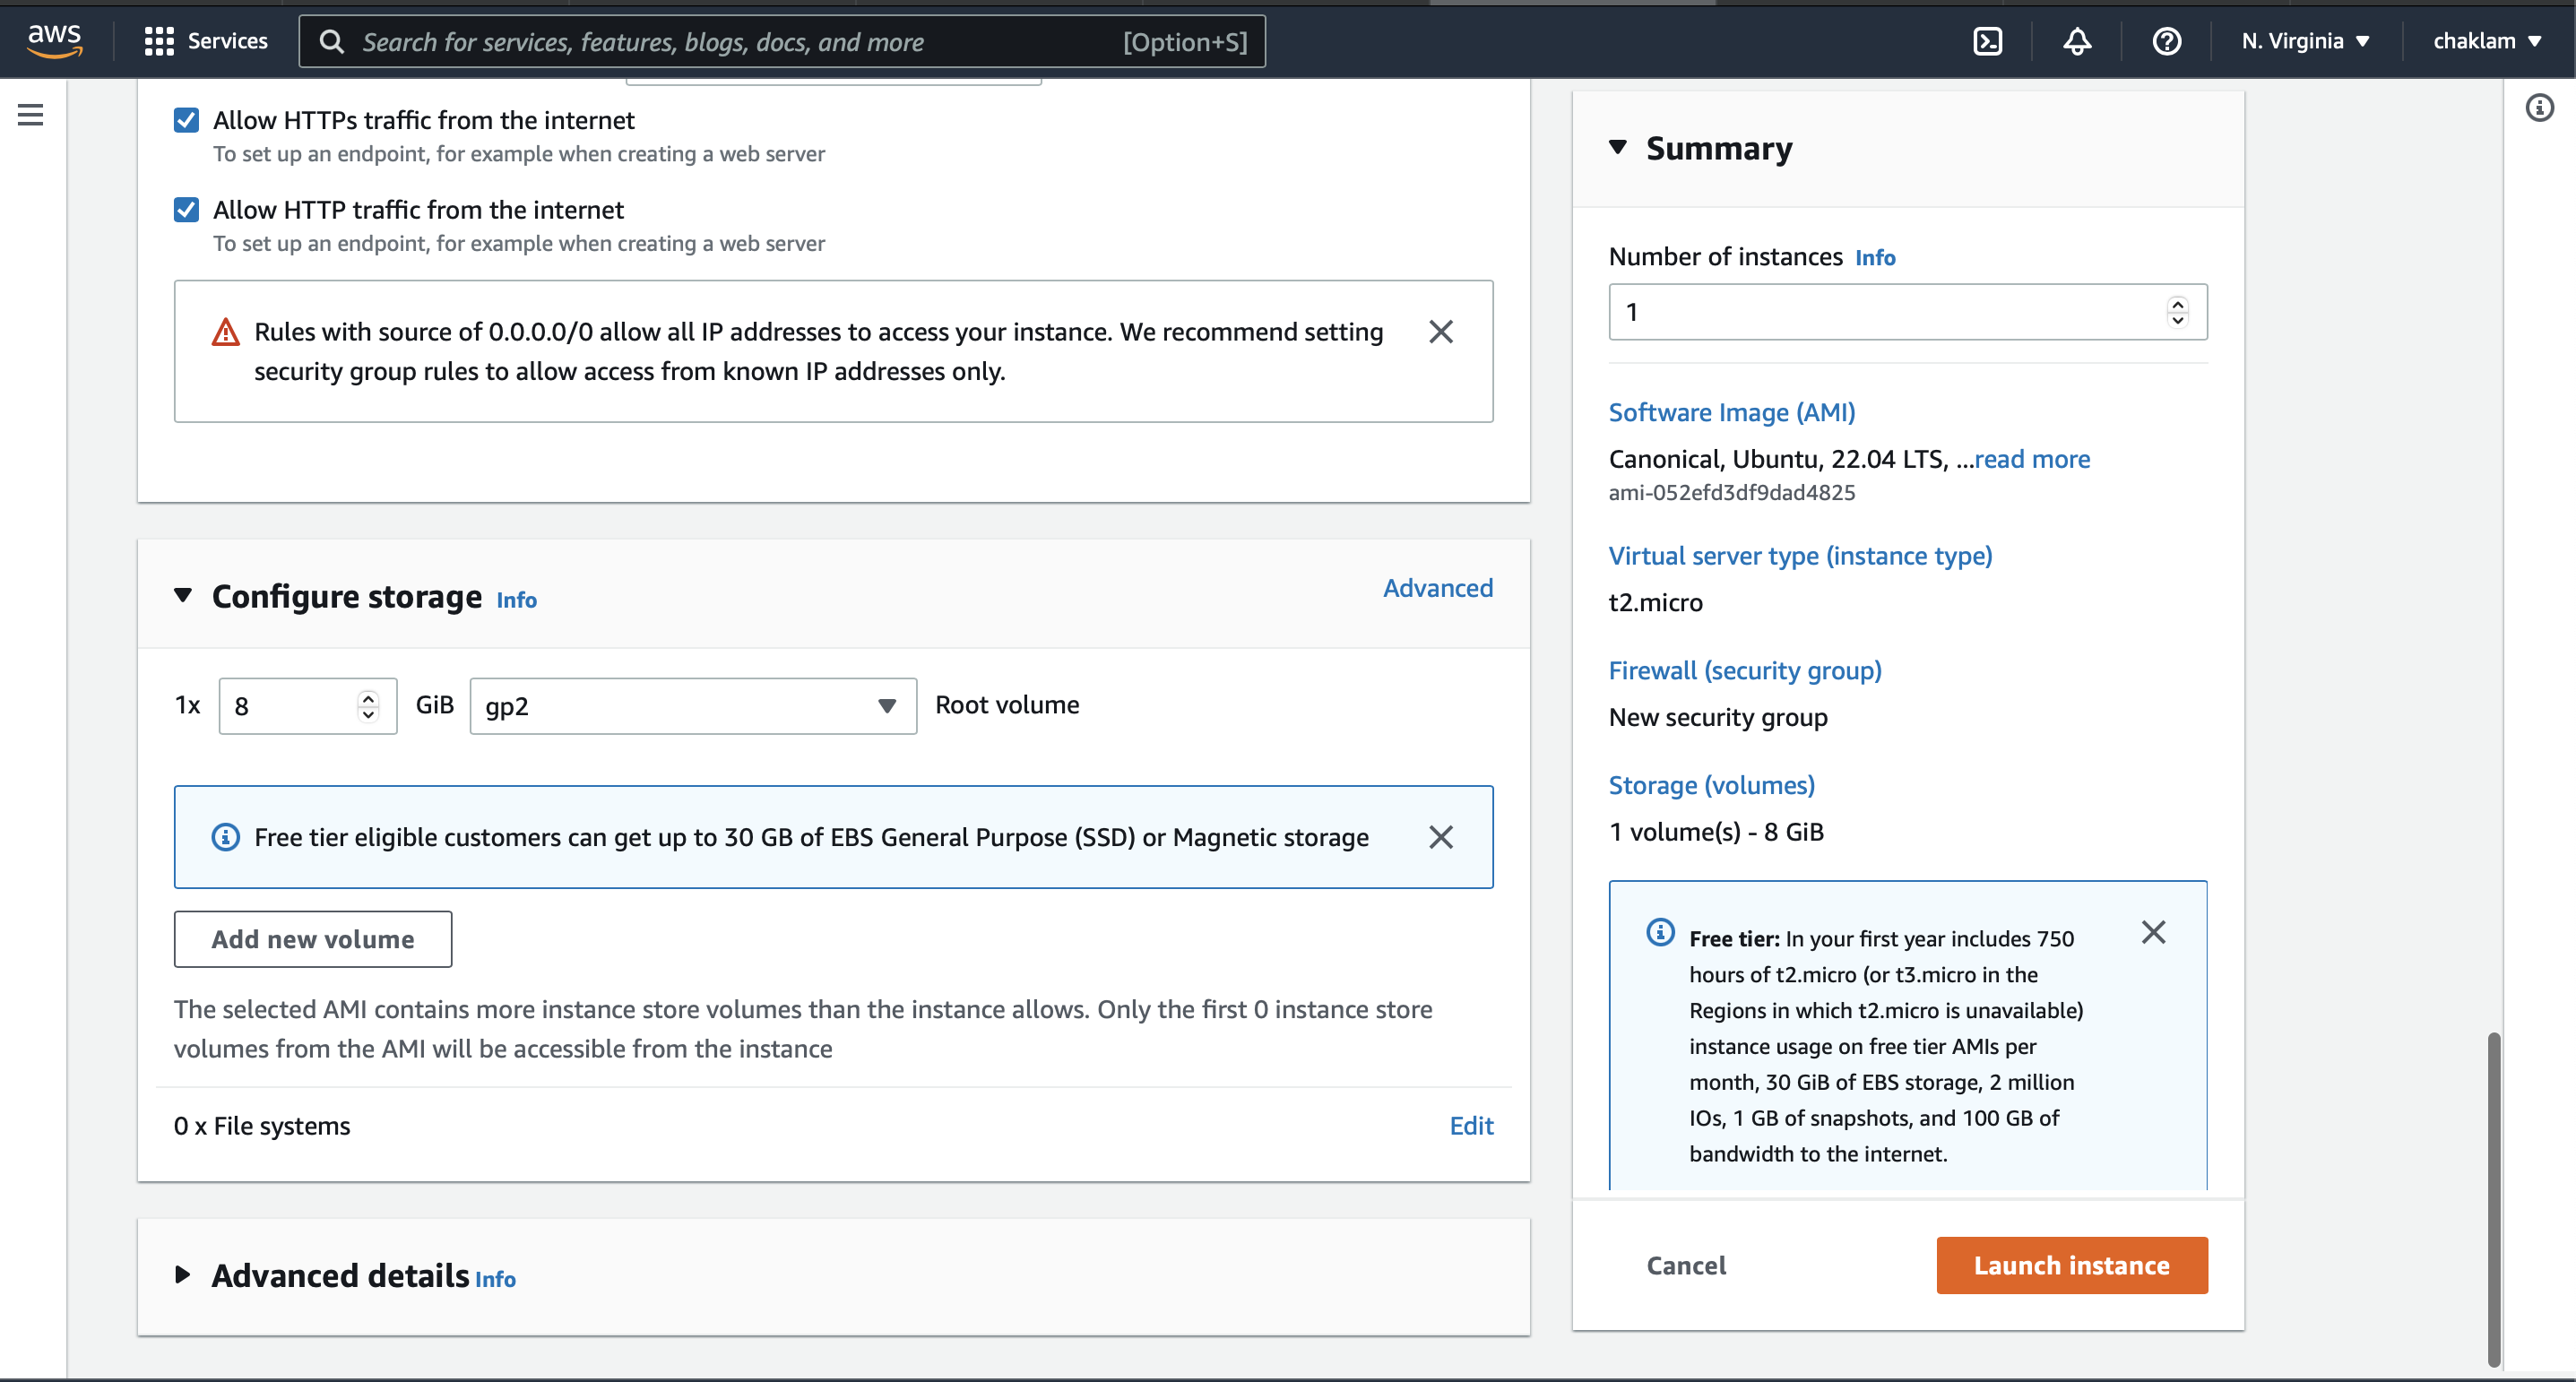 aws
Services
Search for services, features, blogs, docs, and more
[Option+S]
N. Virginia
chaklam
Allow HTTPs traffic from the internet
To set up an endpoint, for example when creating a web server
Allow HTTP traffic from the internet
To set up an endpoint, for example when creating a web server
Rules with source of 0.0.0.0/0 allow all IP addresses to access your instance. We recommend setting
security group rules to allow access from known IP addresses only.
Configure storage Info
Advanced
1x
8
GiB
gp2
Root volume
Free tier eligible customers can get up to 30 GB of EBS General Purpose (SSD) or Magnetic storage
Add new volume
The selected AMI contains more instance store volumes than the instance allows. Only the first 0 instance store
volumes from the AMI will be accessible from the instance
0 x File systems
Edit
Advanced details Info
Summary
Number of instances Info
1
Software Image (AMI)
Canonical, Ubuntu, 22.04 LTS, ...read more
ami-052efd3df9dad4825
Virtual server type (instance type)
t2.micro
Firewall (security group)
New security group
Storage (volumes)
1 volume(s) - 8 GiB
Free tier: In your first year includes 750
hours of t2.micro (or t3.micro in the
Regions in which t2.micro is unavailable)
instance usage on free tier AMIs per
month, 30 GiB of EBS storage, 2 million
IOs, 1 GB of snapshots, and 100 GB of
bandwidth to the internet.
Cancel
Launch instance